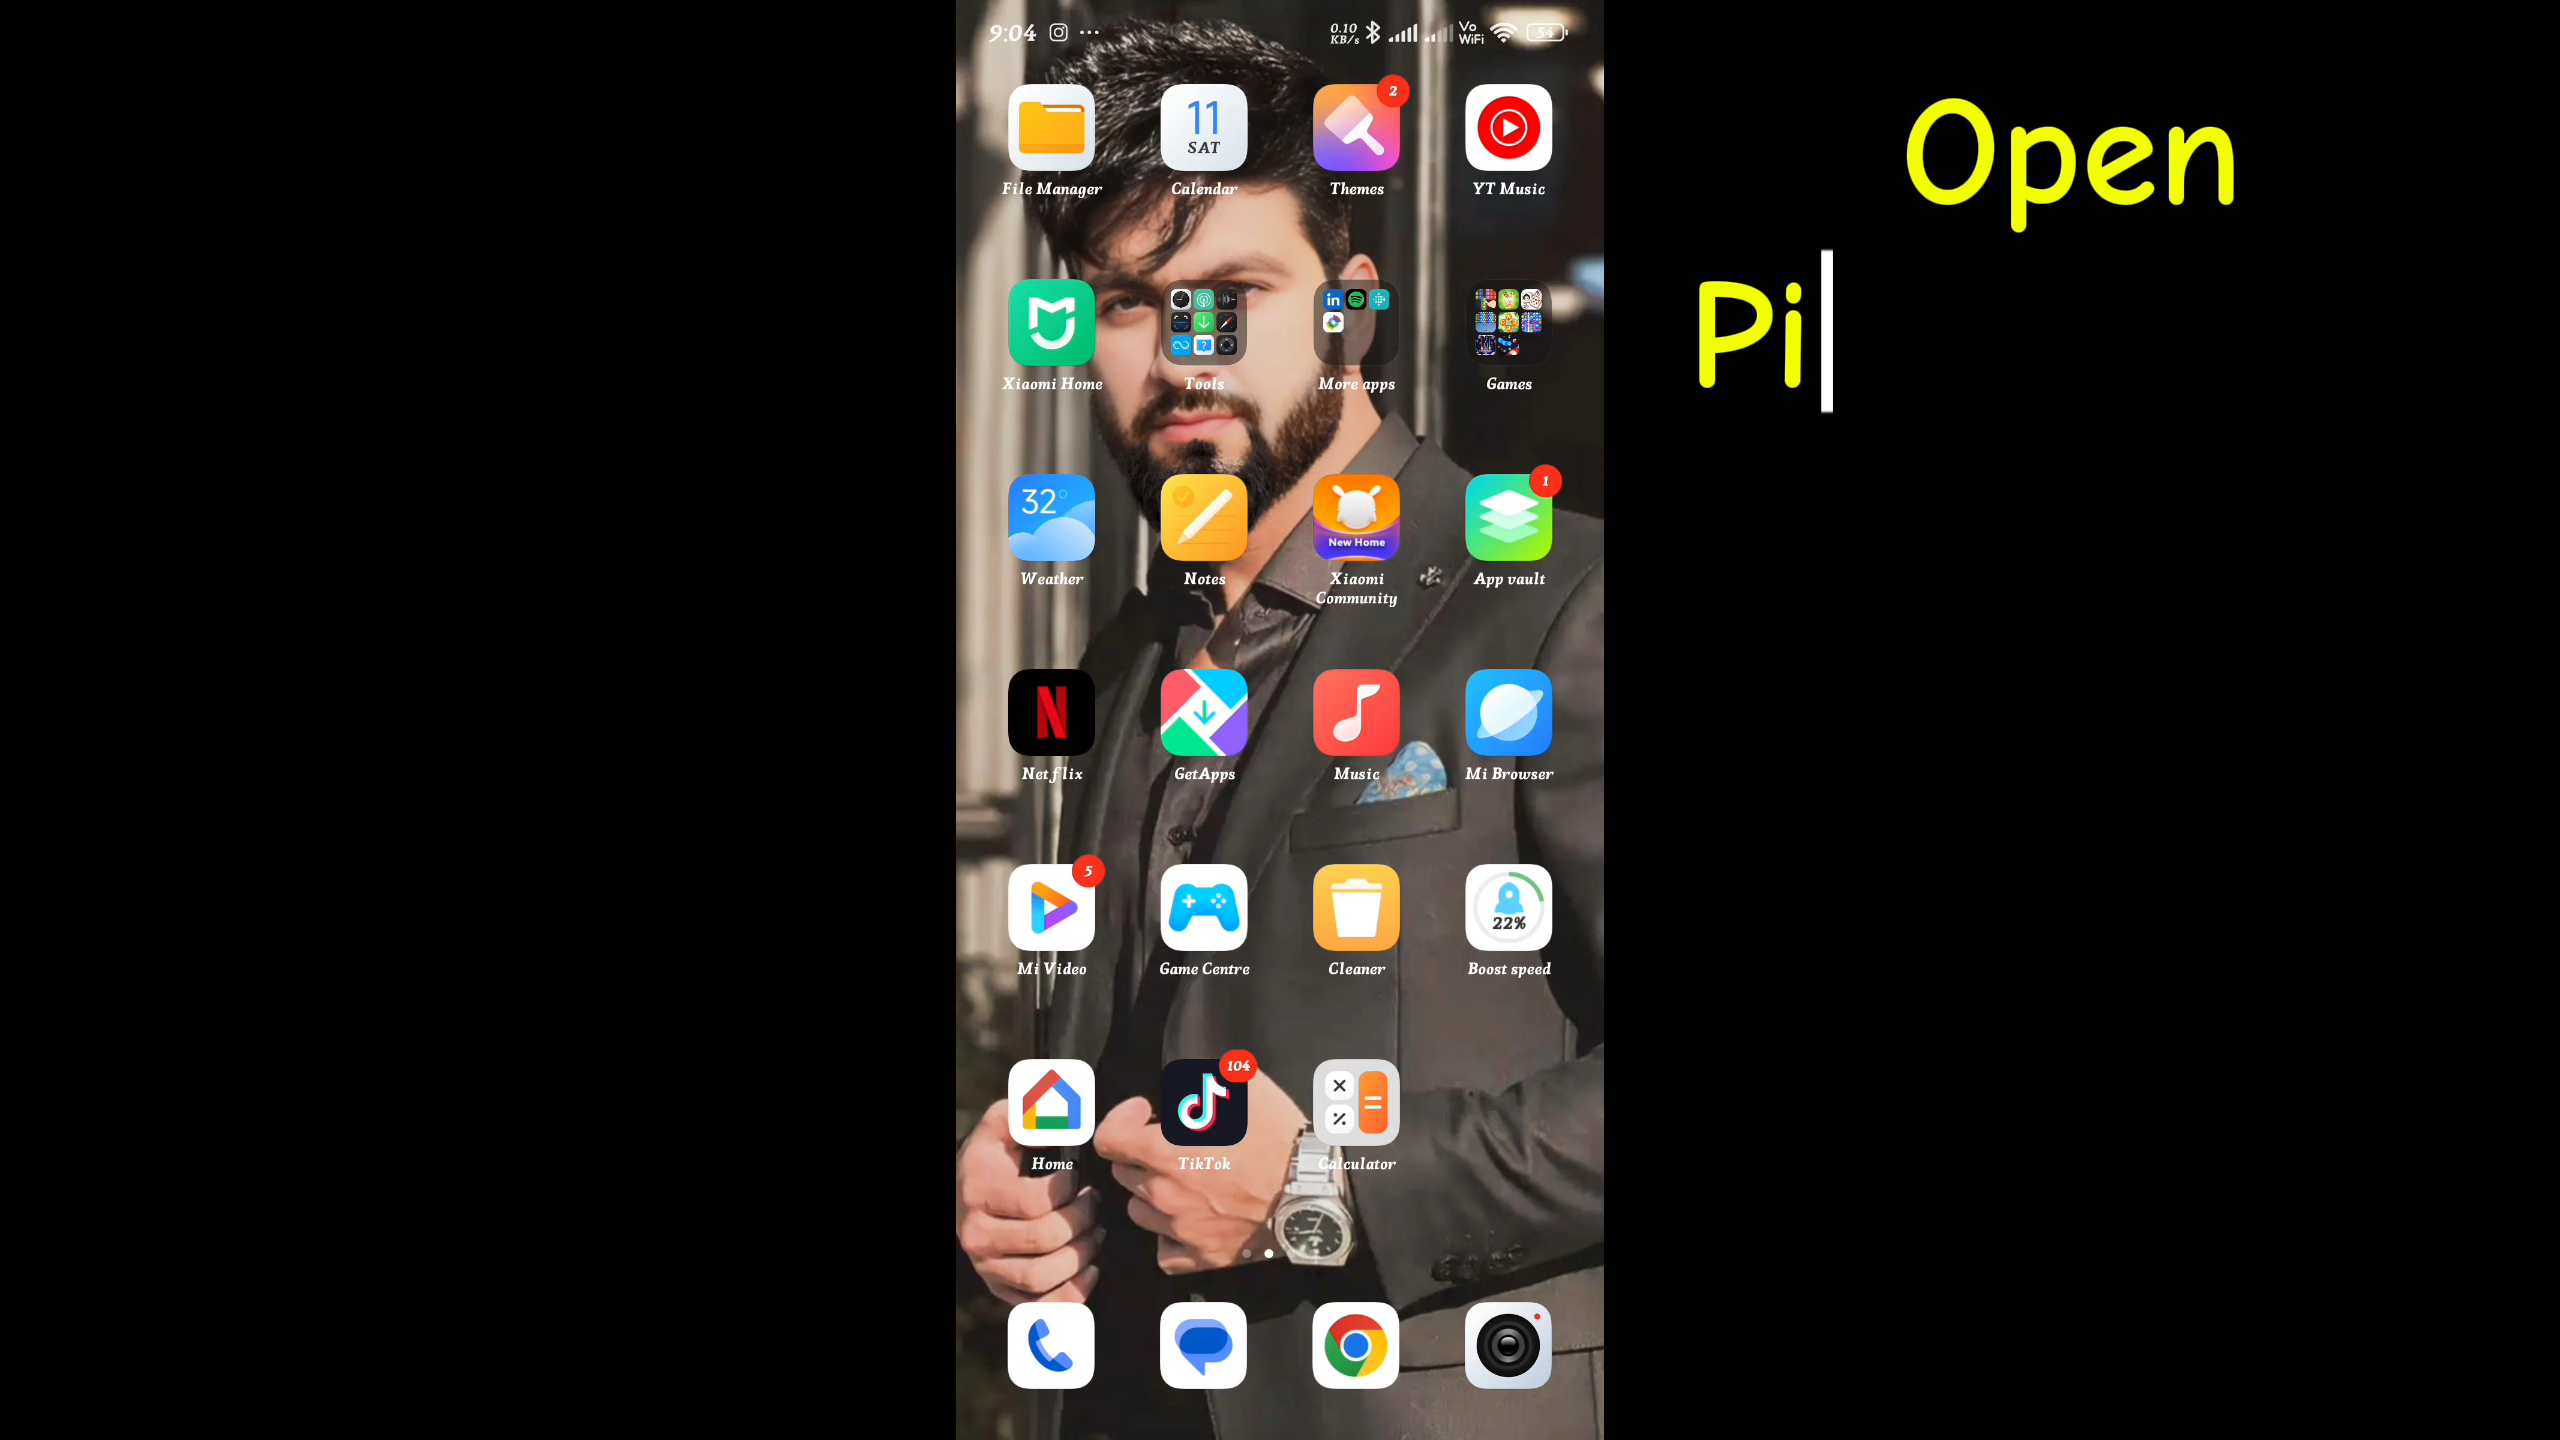 9:04 ... 0.10 KB/s Vo WiFi 54
Open
Pi
11
SAT
2
File Manager Calendar Themes YT Music
Xiaomi Home Tools More apps Games
32°
New Home
1
Weather Notes Xiaomi Community App vault
N
Netflix GetApps Music Mi Browser
5
22%
Mi Video Game Centre Cleaner Boost speed
104
Home TikTok Calculator